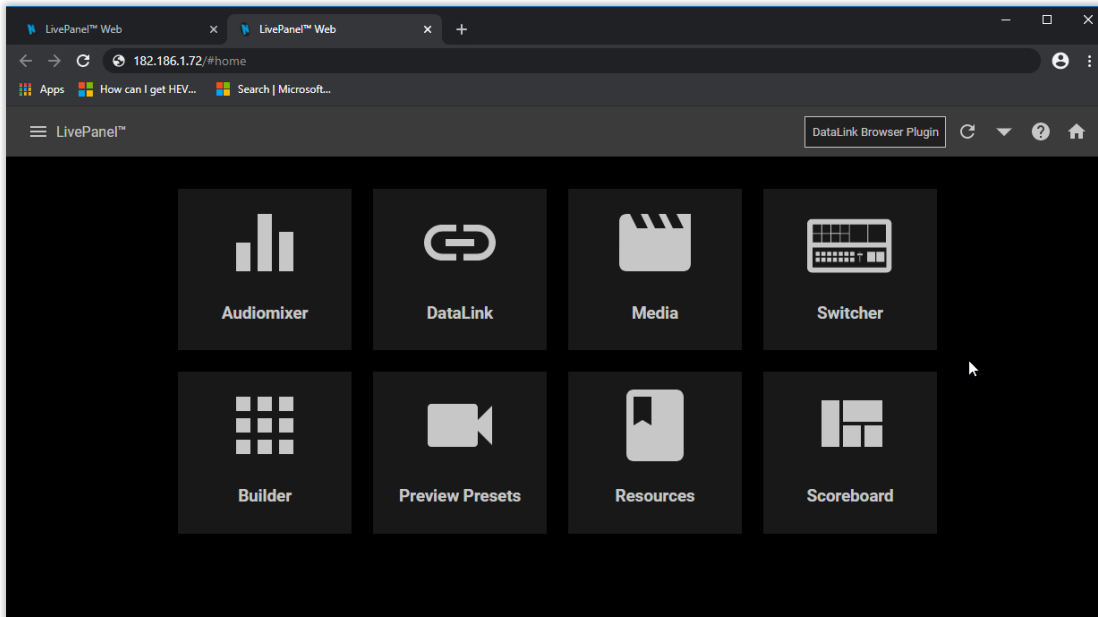 LivePanel™ Web
LivePanel™ Web
182.186.1.72/#home
Apps
How can I get HEV...
Search | Microsoft...
LivePanel™
DataLink Browser Plugin
Audiomixer
DataLink
Media
Switcher
Builder
Preview Presets
Resources
Scoreboard